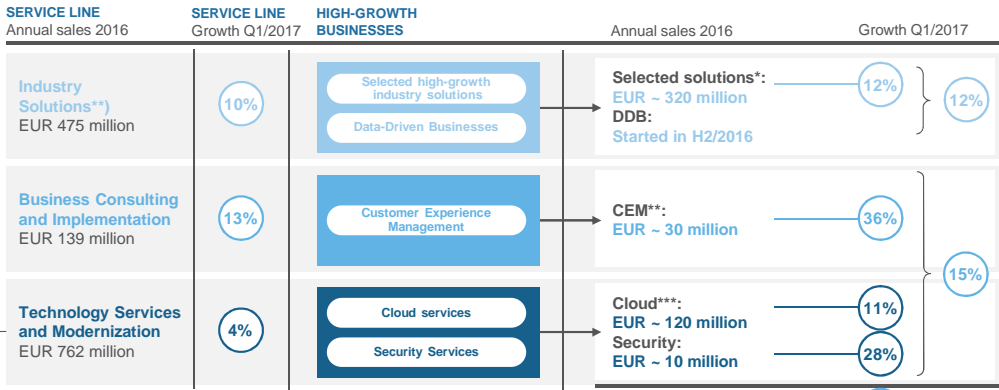 SERVICE LINE
Annual sales 2016
SERVICE LINE
Growth Q1/2017
HIGH-GROWTH
BUSINESSES
Annual sales 2016
Growth Q1/2017
Industry
Solutions**)
EUR 475 million
10%
Selected high-growth
industry solutions
Data-Driven Businesses
Selected solutions*:
EUR ~ 320 million
DDB:
Started in H2/2016
12%
12%
Business Consulting
and Implementation
EUR 139 million
13%
Customer Experience
Management
CEM**:
EUR ~ 30 million
36%
15%
Technology Services
and Modernization
EUR 762 million
4%
Cloud services
Security Services
Cloud***:
EUR ~ 120 million
Security:
EUR ~ 10 million
11%
28%